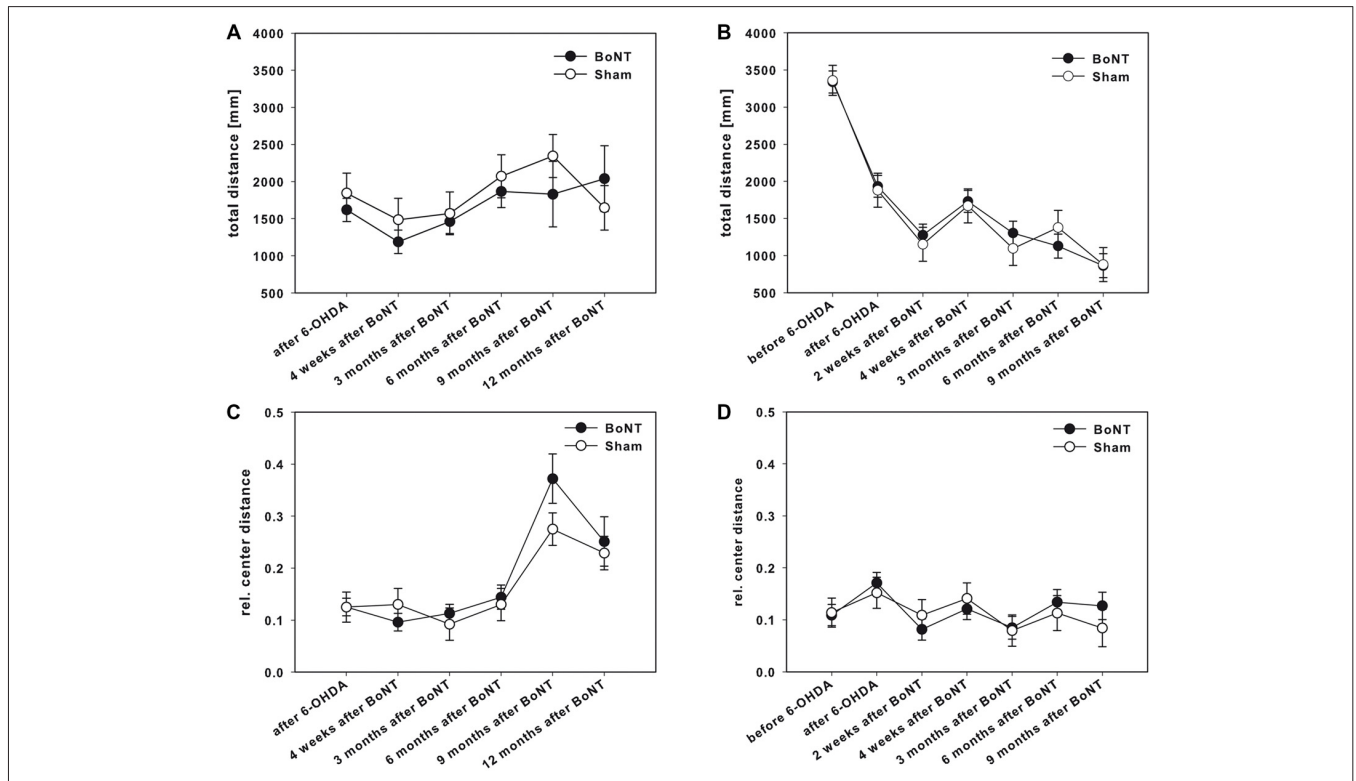 A
4000
3500
3000
2500
2000
1500
1000
500
total distance [mm]
BoNT
Sham
after 6-OHDA
4 weeks after BoNT
3 months after BoNT
6 months after BoNT
9 months after BoNT
12 months after BoNT
B
4000
3500
3000
2500
2000
1500
1000
500
total distance [mm]
BoNT
Sham
before 6-OHDA
after 6-OHDA
2 weeks after BoNT
4 weeks after BoNT
3 months after BoNT
6 months after BoNT
9 months after BoNT
C
0.5
0.4
0.3
0.2
0.1
0.0
rel. center distance
BoNT
Sham
after 6-OHDA
4 weeks after BoNT
3 months after BoNT
6 months after BoNT
9 months after BoNT
12 months after BoNT
D
0.5
0.4
0.3
0.2
0.1
0.0
rel. center distance
BoNT
Sham
before 6-OHDA
after 6-OHDA
2 weeks after BoNT
4 weeks after BoNT
3 months after BoNT
6 months after BoNT
9 months after BoNT